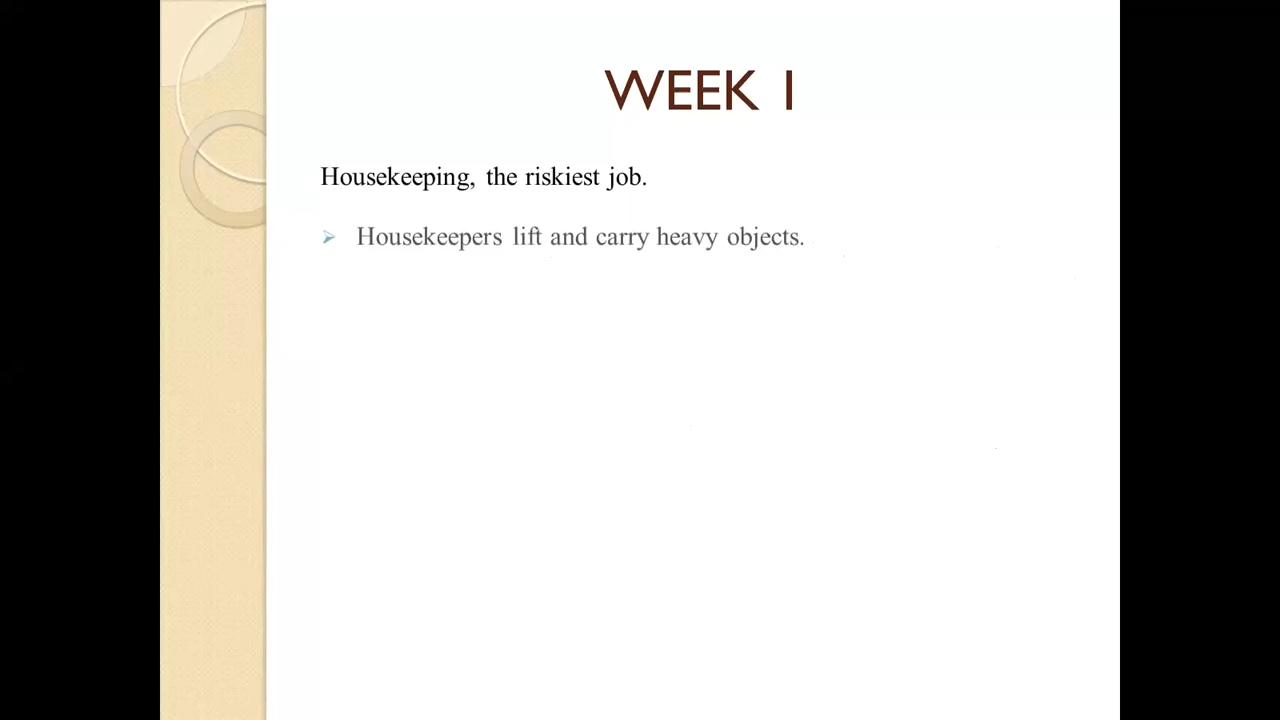 WEEK 1
Housekeeping, the riskiest job.
Housekeepers lift and carry heavy objects.